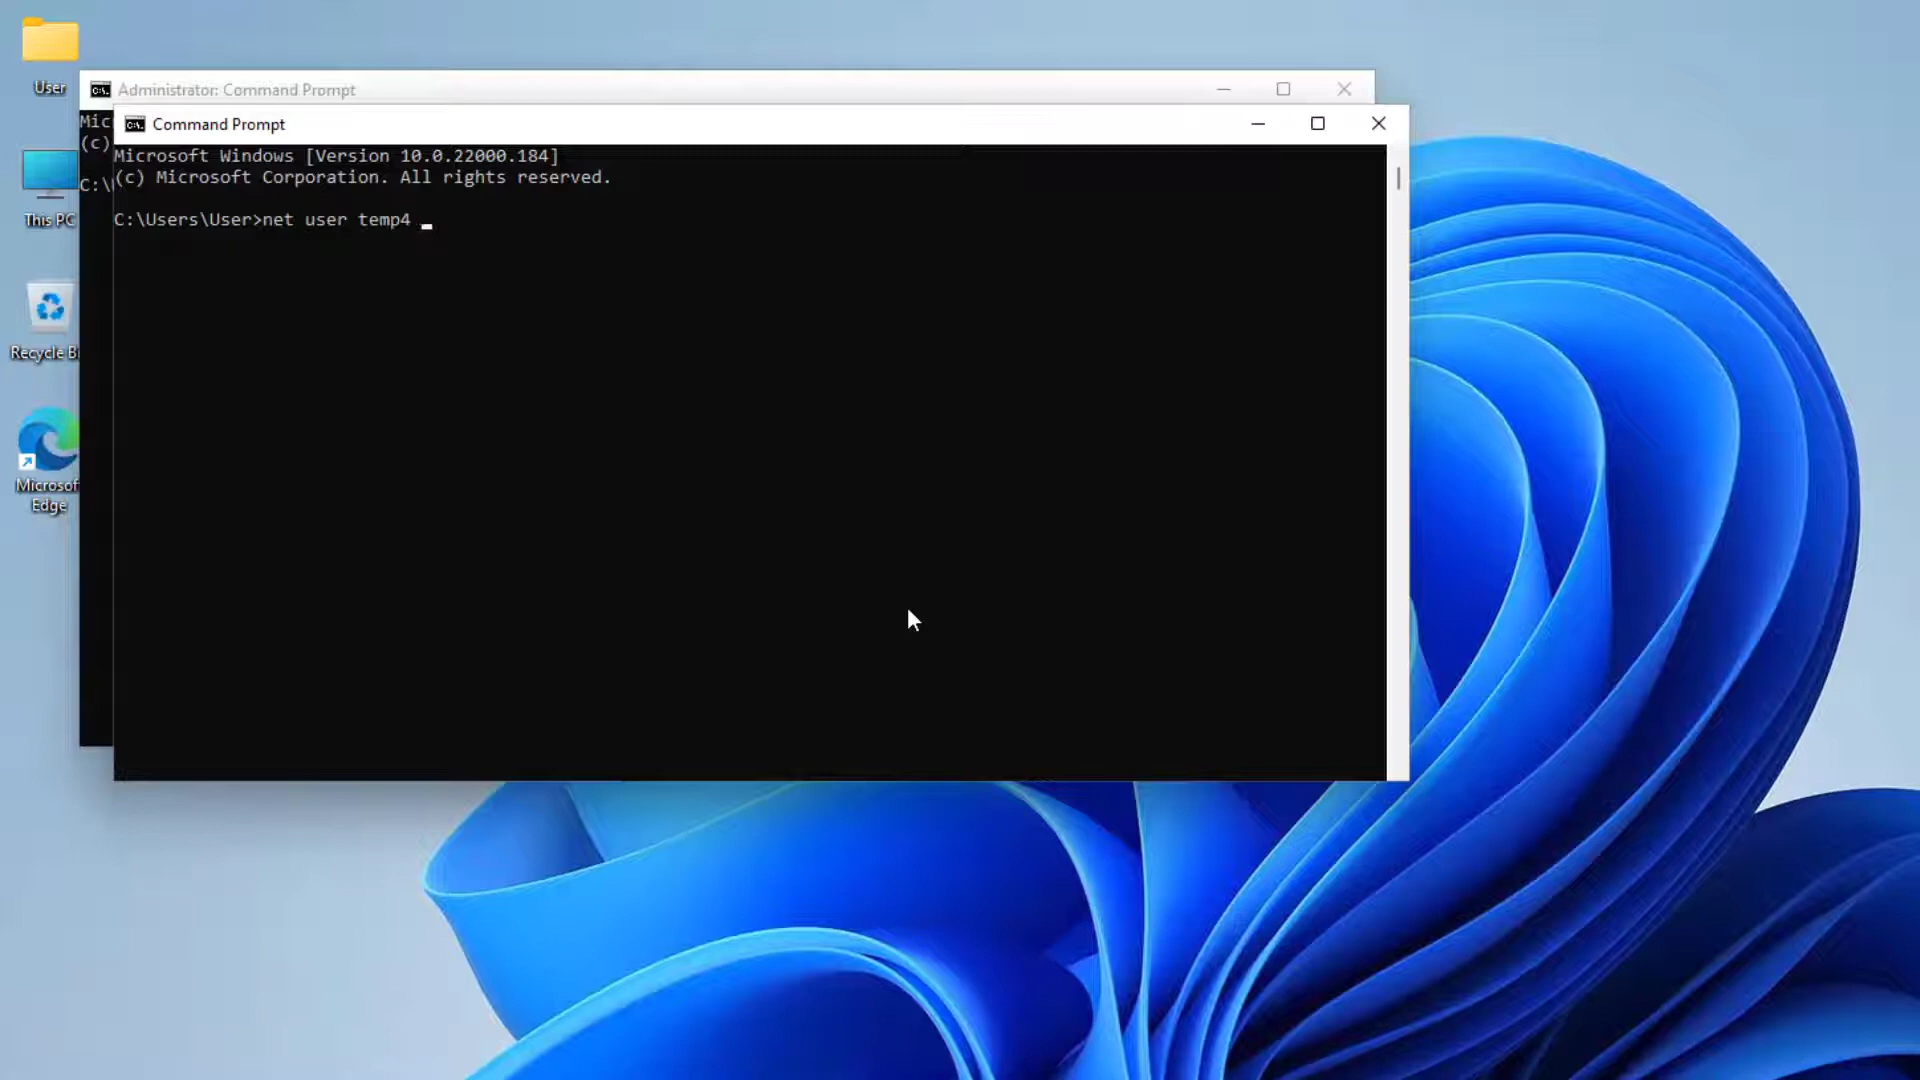 User
This PC
Recycle B
Microsof
Edge
Administrator: Command Prompt
Mic
(c)
C:\
Command Prompt
Microsoft Windows [Version 10.0.22000.184]
(c) Microsoft Corporation. All rights reserved.
C:\Users\User>net user temp4